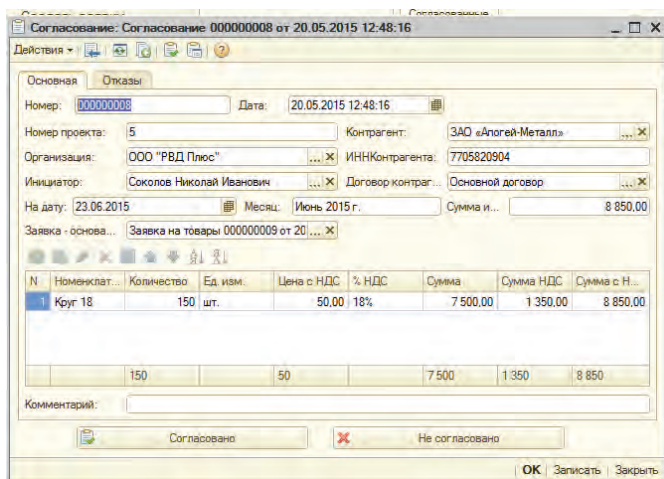 Согласованные
Согласование: Согласование 000000008 от 20.05.2015 12:48:16
Действия
Основная Отказы
Номер: 000000008 Дата: 20.05.2015 12:48:16
Номер проекта: 5 Контрагент: ЗАО «Апогей-Металл» ...
Организация: ООО "РВД Плюс" ... ИННКонтрагента: 7705820904
Инициатор: Соколов Николай Иванович ... Договор контраг... Основной договор ...
На дату: 23.06.2015 Месяц: Июнь 2015 г. Сумма и... 8 850,00
Заявка - основа... Заявка на товары 000000009 от 20 ...
N Номенклат... Количество Ед. изм. Цена с НДС % НДС Сумма Сумма НДС Сумма с Н...
1 Круг 18 150 шт. 50,00 18% 7 500,00 1 350,00 8 850,00
150 50 7 500 1 350 8 850
Комментарий:
Согласовано Не согласовано
OK Записать Закрыть